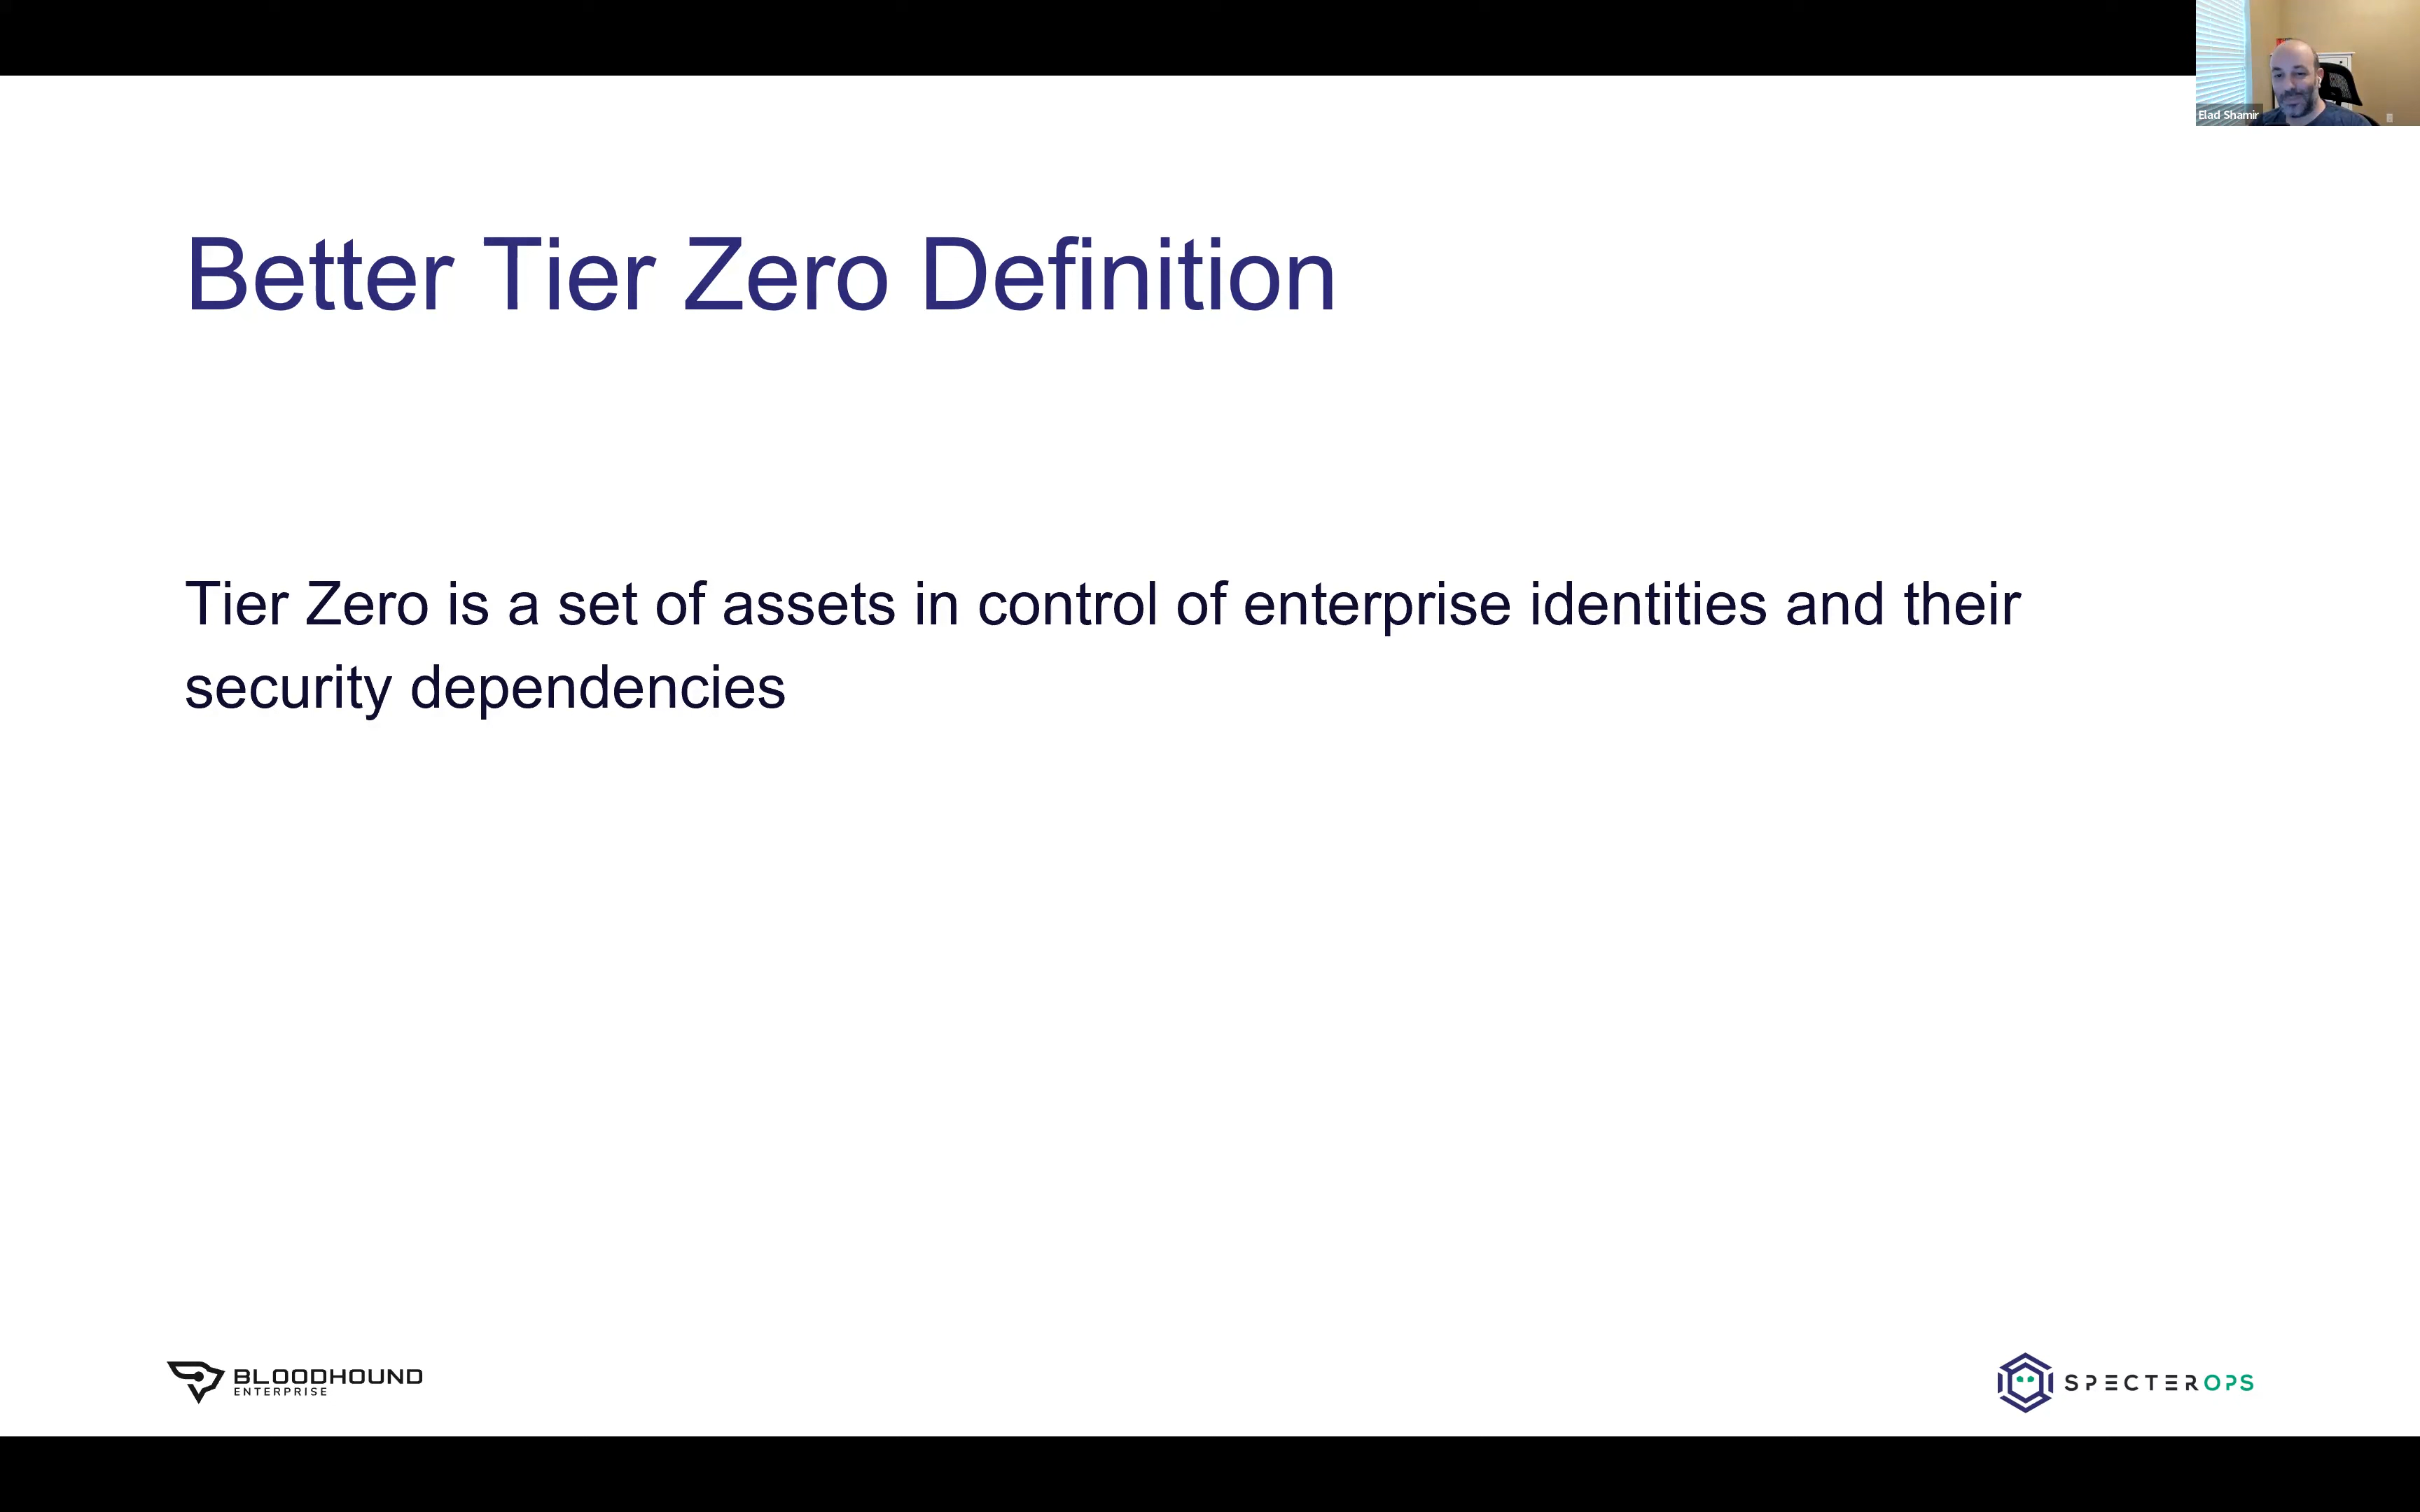 Elad Shamir
Better Tier Zero Definition
Tier Zero is a set of assets in control of enterprise identities and their
security dependencies
BLOODHOUND
ENTERPRISE
SPECTEROPS